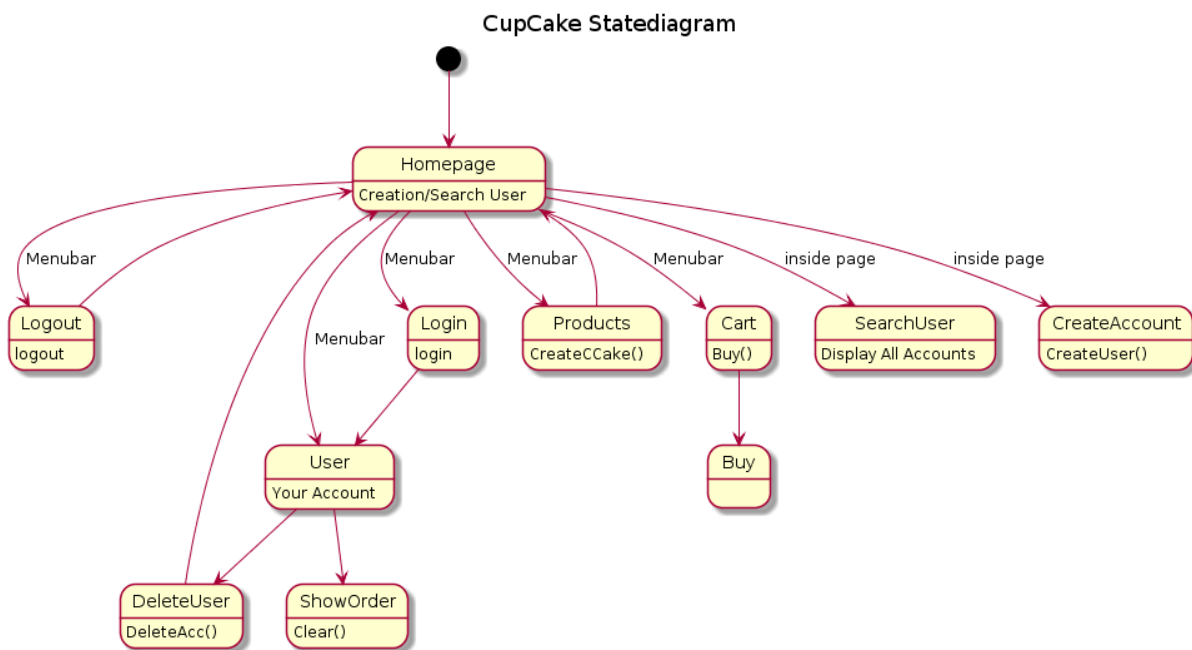 CupCake Statediagram
Homepage
Creation/Search User
Menubar
Menubar
Menubar
Menubar
inside page
inside page
Logout
logout
Menubar
Login
login
Products
CreateCCake()
Cart
Buy()
SearchUser
Display All Accounts
CreateAccount
CreateUser()
User
Your Account
Buy
DeleteUser
DeleteAcc()
ShowOrder
Clear()